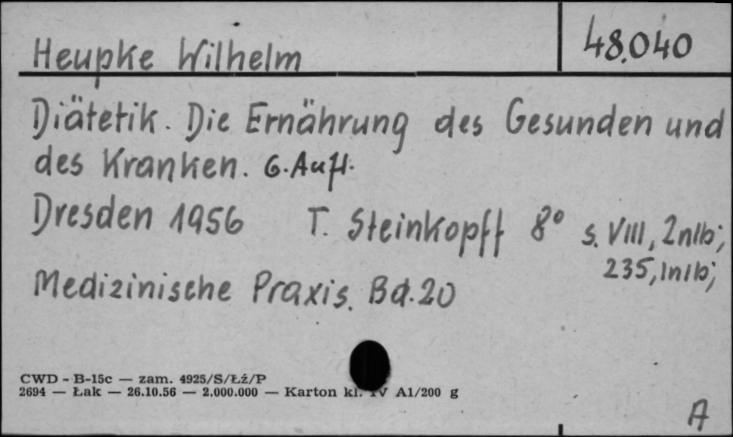 Heupke Wilhelm
48.040
Diätetik. Die Ernährung des Gesunden und
des Kranken. 6. Aufl.
Dresden 1956 T. Steinkopff 8° s. VIII, 2nlb;
235, 1nlb;
Medizinische Praxis. Bd. 20
CWD - B-15c — zam. 4925/S/Łż/P
2694 — Łak — 26.10.56 — 2.000.000 — Karton kl. IV A1/200 g
A